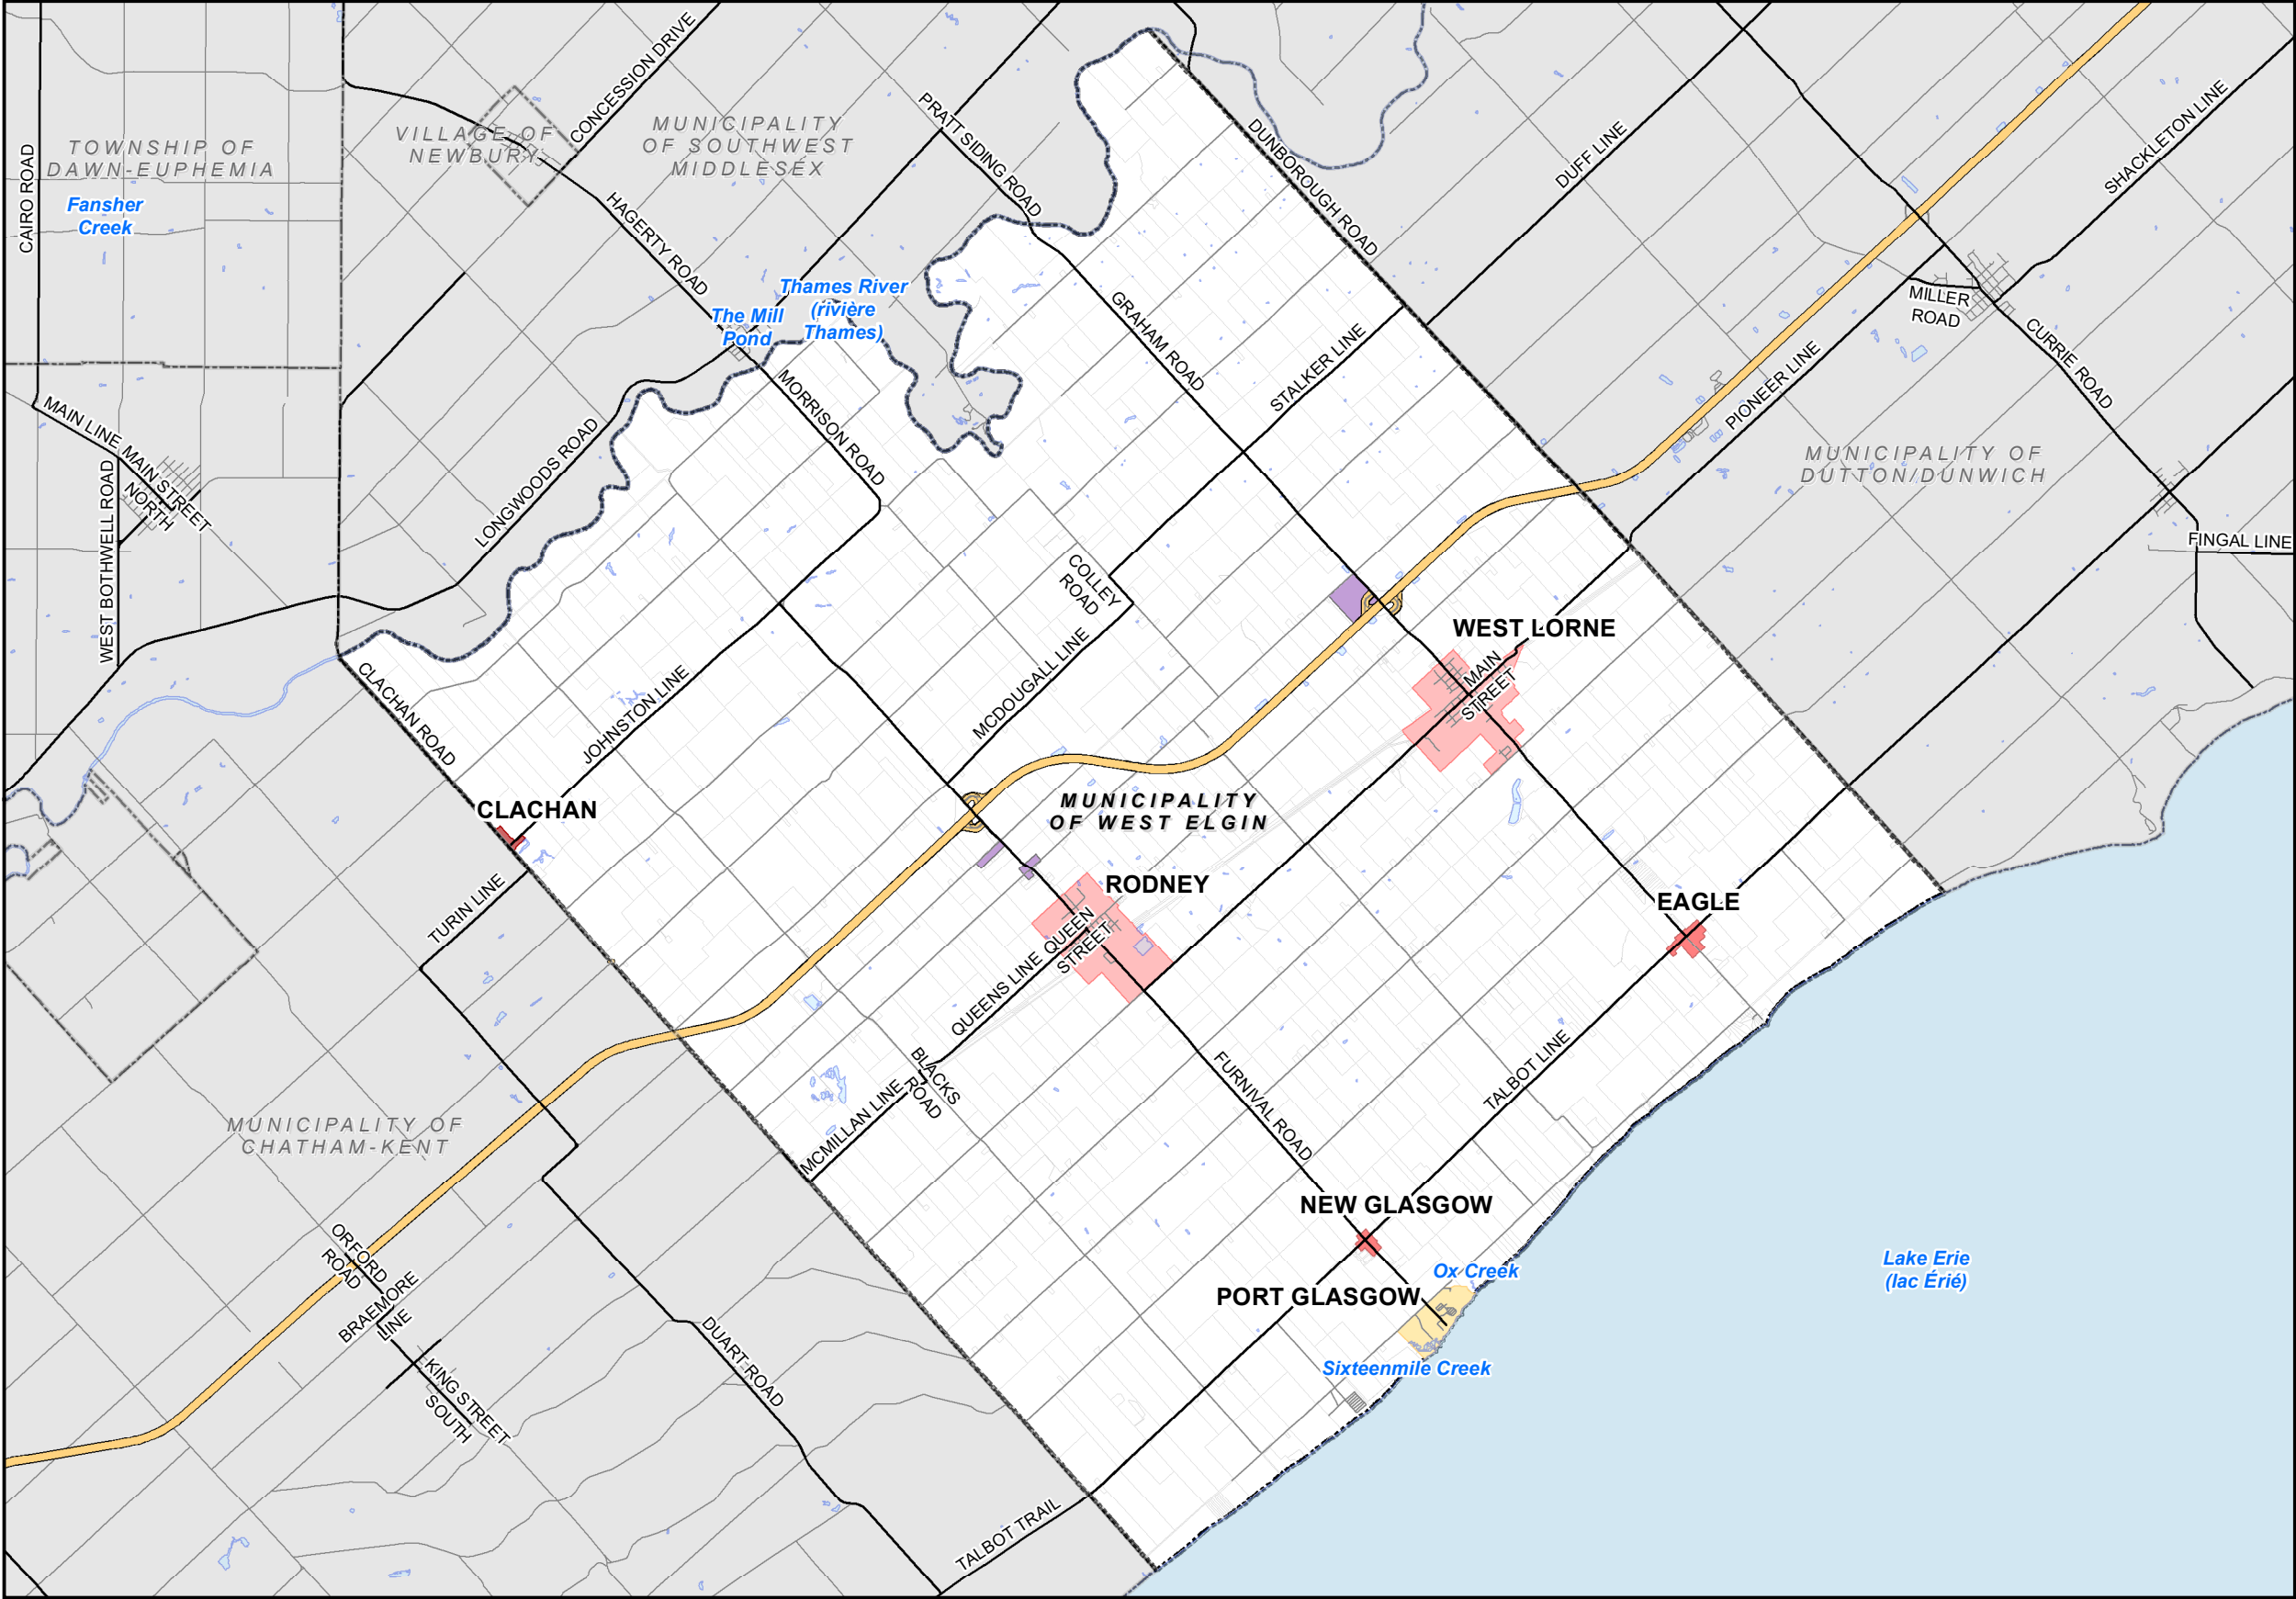 CONCESSION DRIVE
VILLAGE OF
NEWBURY
MUNICIPALITY
OF SOUTHWEST
MIDDLESEX
TOWNSHIP OF
DAWN-EUPHEMIA
CAIRO ROAD
Fansher
Creek
PRATT SIDING ROAD
DUNBOROUGH ROAD
DUFF LINE
SHACKLETON LINE
HAGERTY ROAD
Thames River
(rivière
Thames)
The Mill
Pond
GRAHAM ROAD
STALKER LINE
MILLER
ROAD
CURRIE ROAD
PIONEER LINE
MORRISON ROAD
MAIN LINE
MAIN STREET
NORTH
WEST BOTHWELL ROAD
LONGWOODS ROAD
MUNICIPALITY OF
DUTTON/DUNWICH
FINGAL LINE
COLLEY
ROAD
WEST LORNE
MAIN
STREET
MCDOUGALL LINE
CLACHAN ROAD
JOHNSTON LINE
CLACHAN
MUNICIPALITY
OF WEST ELGIN
RODNEY
EAGLE
TURIN LINE
QUEENS LINE
QUEEN
STREET
BLACKS
ROAD
MCMILLAN LINE
FURNIVAL ROAD
TALBOT LINE
MUNICIPALITY OF
CHATHAM-KENT
NEW GLASGOW
ORFORD
ROAD
BRAEMORE
LINE
Ox Creek
PORT GLASGOW
Lake Erie
(lac Érié)
Sixteenmile Creek
DUART ROAD
KING STREET
SOUTH
TALBOT TRAIL